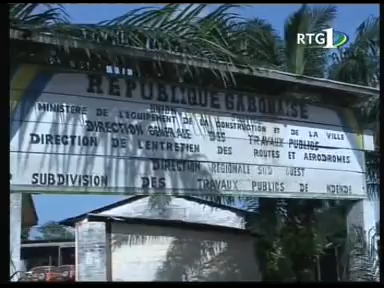 RTG1
REPUBLIQUE GABONAISE
UNION
MINISTERE DE L'EQUIPEMENT DE LA CONSTRUCTION ET DE LA VILLE
DIRECTION GENERALE DES TRAVAUX PUBLICS
DIRECTION DE L'ENTRETIEN DES ROUTES ET AERODROMES
DIRECTION REGIONALE SUD OUEST
SUBDIVISION DES TRAVAUX PUBLICS DE NDENDE